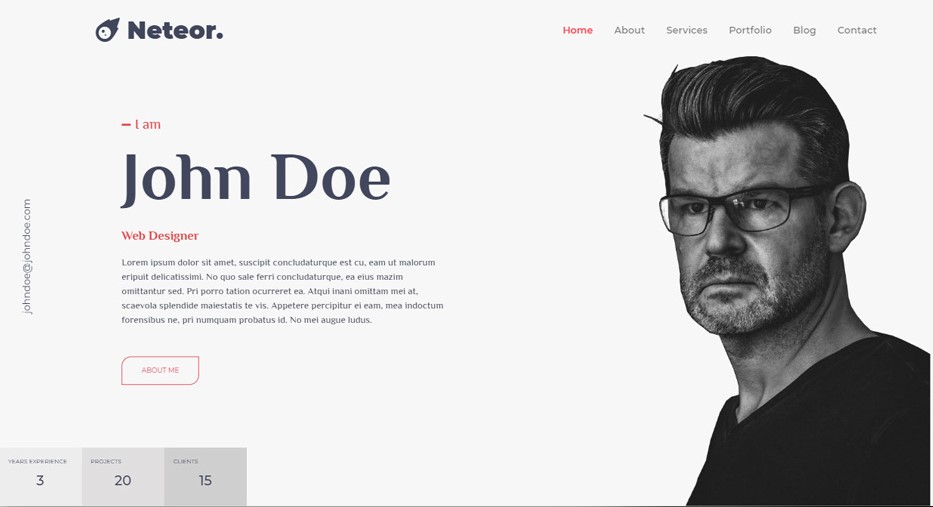 Neteor.
Home About Services Portfolio Blog Contact
I am
John Doe
Web Designer
Lorem ipsum dolor sit amet, suscipit concludaturque est cu, eam ut malorum
eripuit delicatissimi. No quo sale ferri concludaturque, ea eius mazim
omittantur sed. Pri porro tation ocurreret ea. Atqui inani omittam mei at,
scaevola splendide maiestatis te vis. Appetere percipitur ei eam, mea inductum
forensibus ne, pri numquam probatus id. No mei augue ludus.
ABOUT ME
johndoe@johndoe.com
YEARS EXPERIENCE PROJECTS CLIENTS
3 20 15